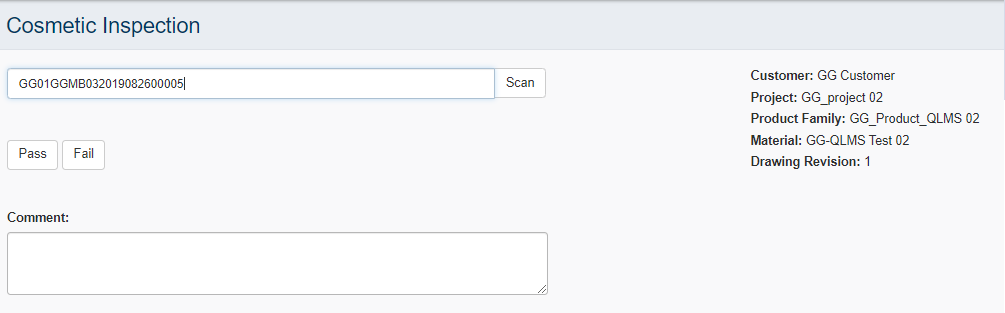 Cosmetic Inspection
GG01GGMB032019082600005
Scan
Pass
Fail
Comment:
Customer: GG Customer
Project: GG_project 02
Product Family: GG_Product_QLMS 02
Material: GG-QLMS Test 02
Drawing Revision: 1